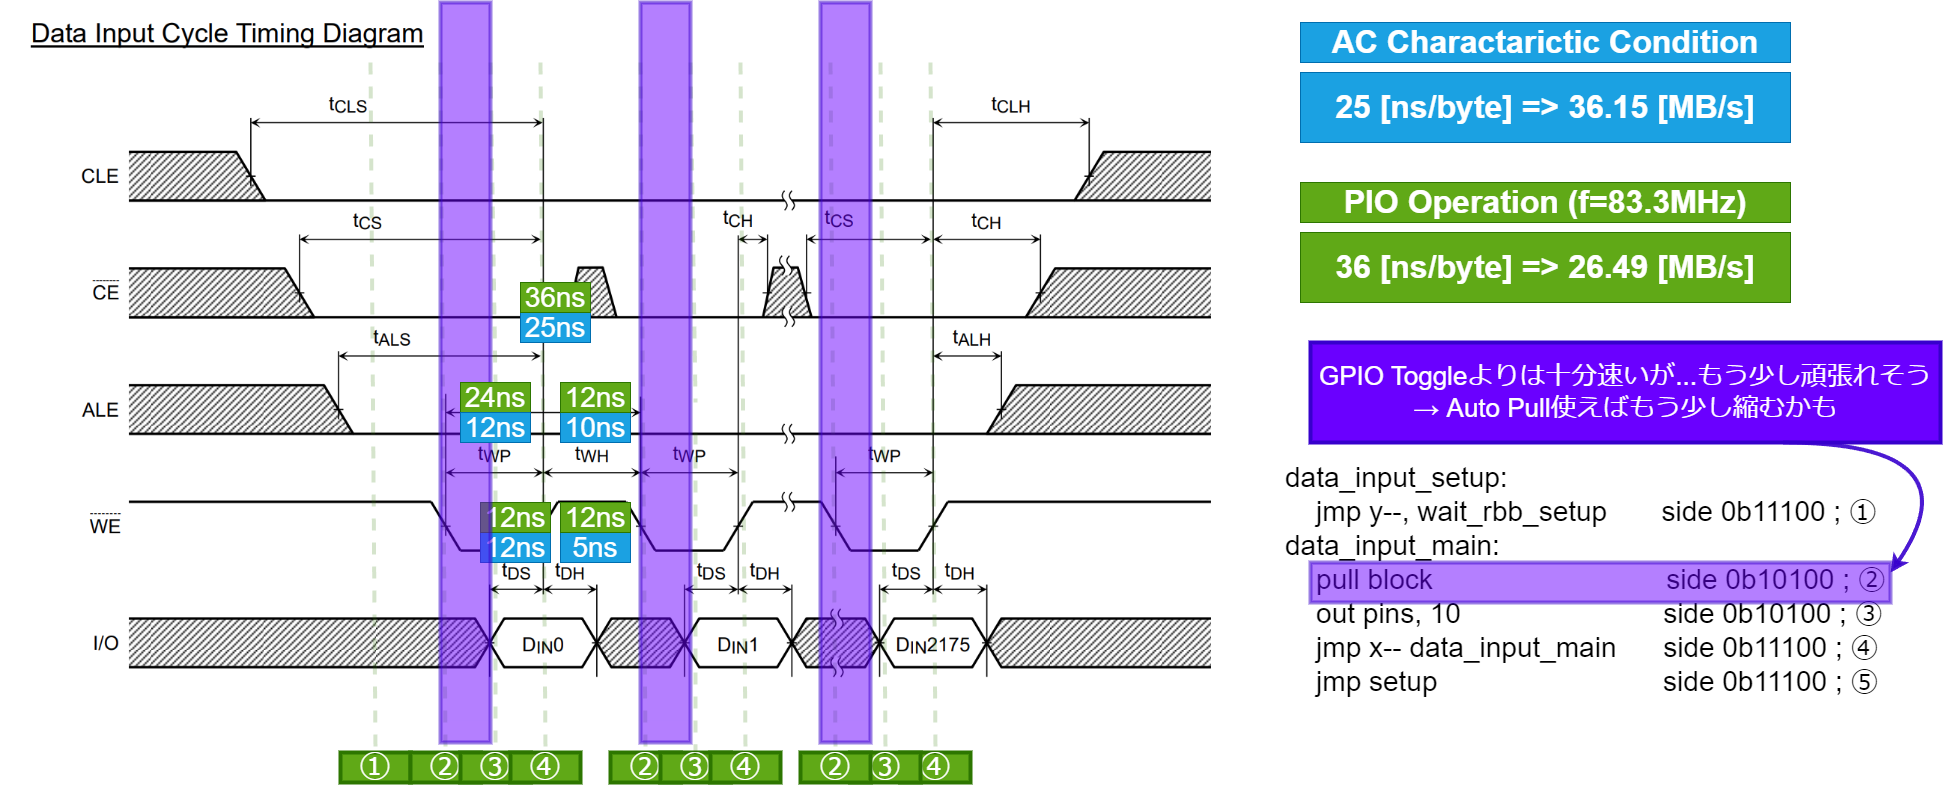 Data Input Cycle Timing Diagram
AC Charactarictic Condition
25 [ns/byte] => 36.15 [MB/s]
PIO Operation (f=83.3MHz)
36 [ns/byte] => 26.49 [MB/s]
tCLS
tCLH
CLE
tCS
tCH
tCS
tCH
CE
36ns
25ns
tALS
tALH
ALE
24ns
12ns
12ns
10ns
tWP
tWH
tWP
tWP
WE
12ns
12ns
12ns
5ns
tDS
tDH
tDS
tDH
tDS
tDH
I/O
DIN0
DIN1
DIN2175
① ② ③ ④ ② ③ ④ ② ③ ④
GPIO Toggleよりは十分速いが...もう少し頑張れそう
→ Auto Pull使えばもう少し縮むかも
data_input_setup:
jmp y--, wait_rbb_setup side 0b11100 ; ①
data_input_main:
pull block side 0b10100 ; ②
out pins, 10 side 0b10100 ; ③
jmp x-- data_input_main side 0b11100 ; ④
jmp setup side 0b11100 ; ⑤